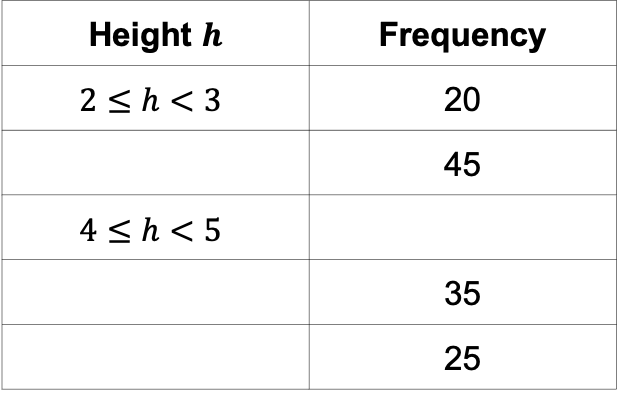 Height h Frequency
2 ≤ h < 3 20
45
4 ≤ h < 5
35
25